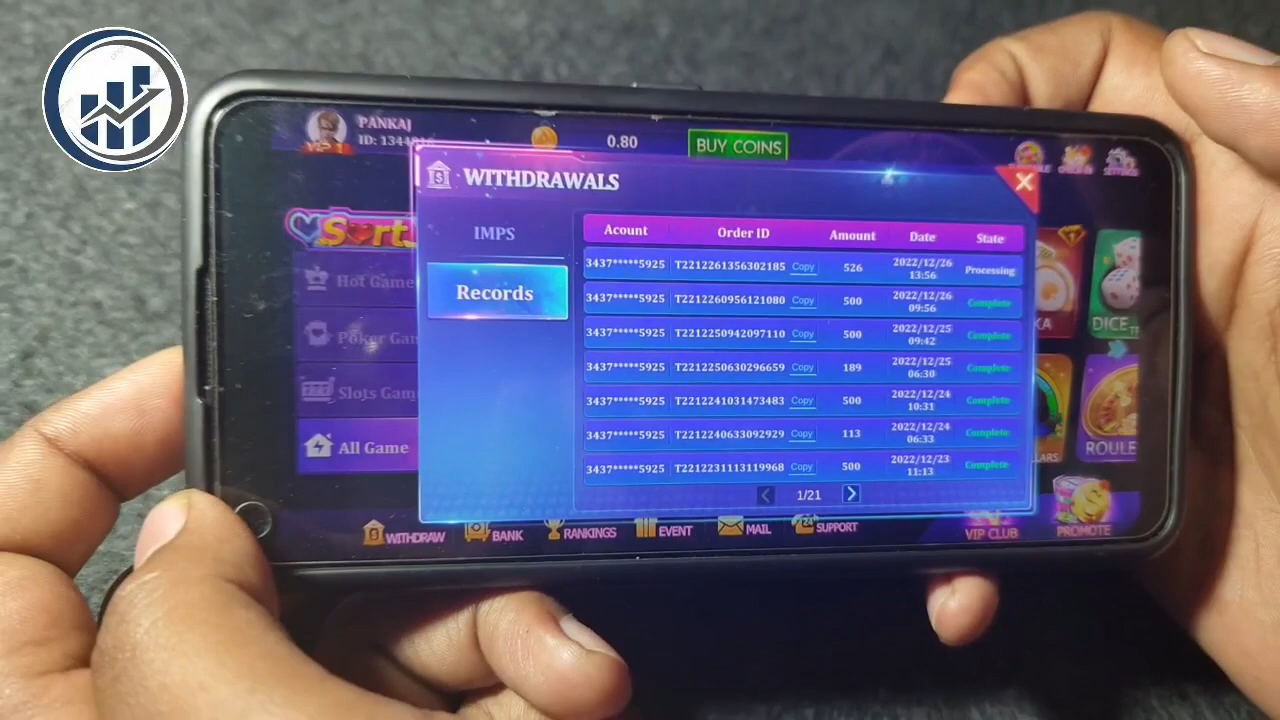 PANKAJ
0.80
BUY COINS
VIP 1
WITHDRAWALS
IMPS
Records
Acount Order ID Amount Date State
3437*****5925 T2212261356302185 Copy 526 2022/12/26 13:56 Processing
3437*****5925 T2212260956121080 Copy 500 2022/12/26 09:56 Complete
3437*****5925 T2212250942097110 Copy 500 2022/12/25 09:42 Complete
3437*****5925 T2212250630296659 Copy 189 2022/12/25 06:30 Complete
3437*****5925 T2212241031473483 Copy 500 2022/12/24 10:31 Complete
3437*****5925 T2212240633092929 Copy 113 2022/12/24 06:33 Complete
3437*****5925 T2212231113119968 Copy 500 2022/12/23 11:13 Complete
1/21
Hot Game
Slots Gam
All Game
DICE
ROULE
WITHDRAW
BANK
RANKINGS
EVENT
MAIL
24
SUPPORT
VIP CLUB
PROMOTE